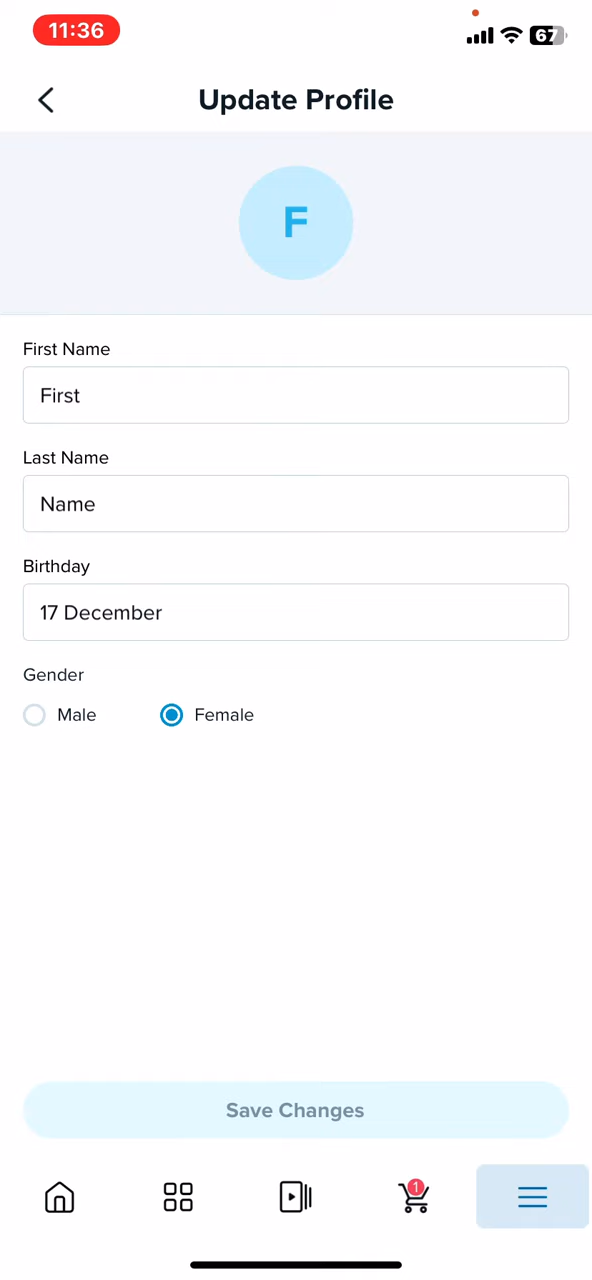 11:36
67
Update Profile
F
First Name
First
Last Name
Name
Birthday
17 December
Gender
Male
Female
Save Changes
1